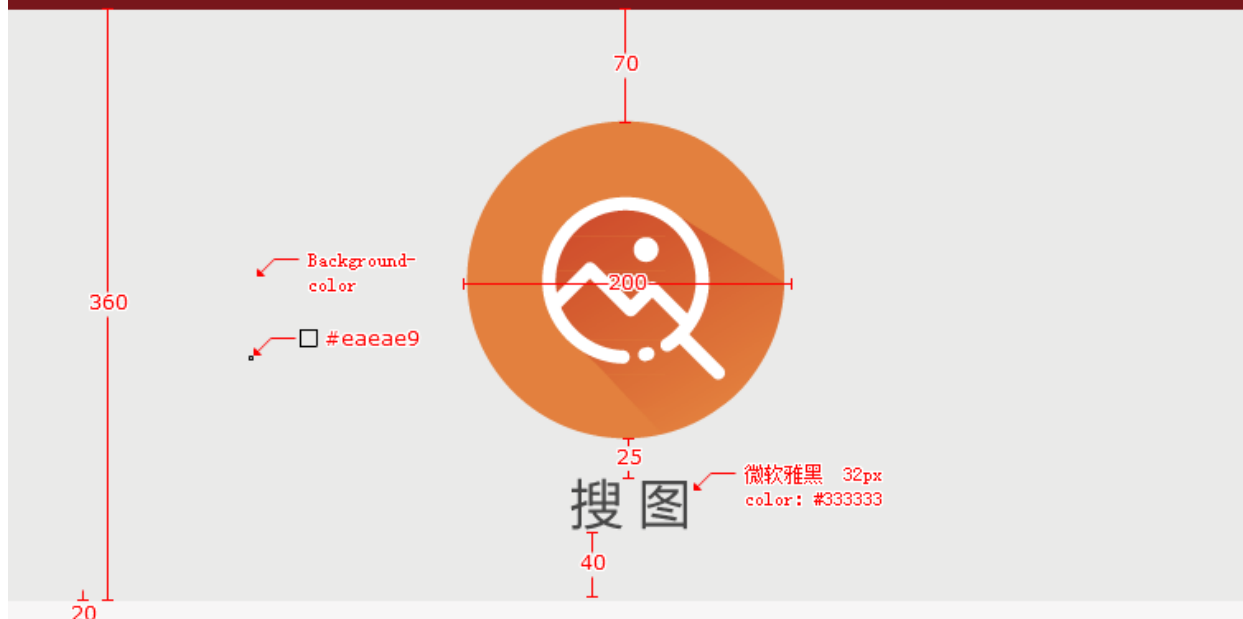 70
Background-
color
360
200
#eaeae9
25
微软雅黑 32px
color: #333333
搜 图
40
20